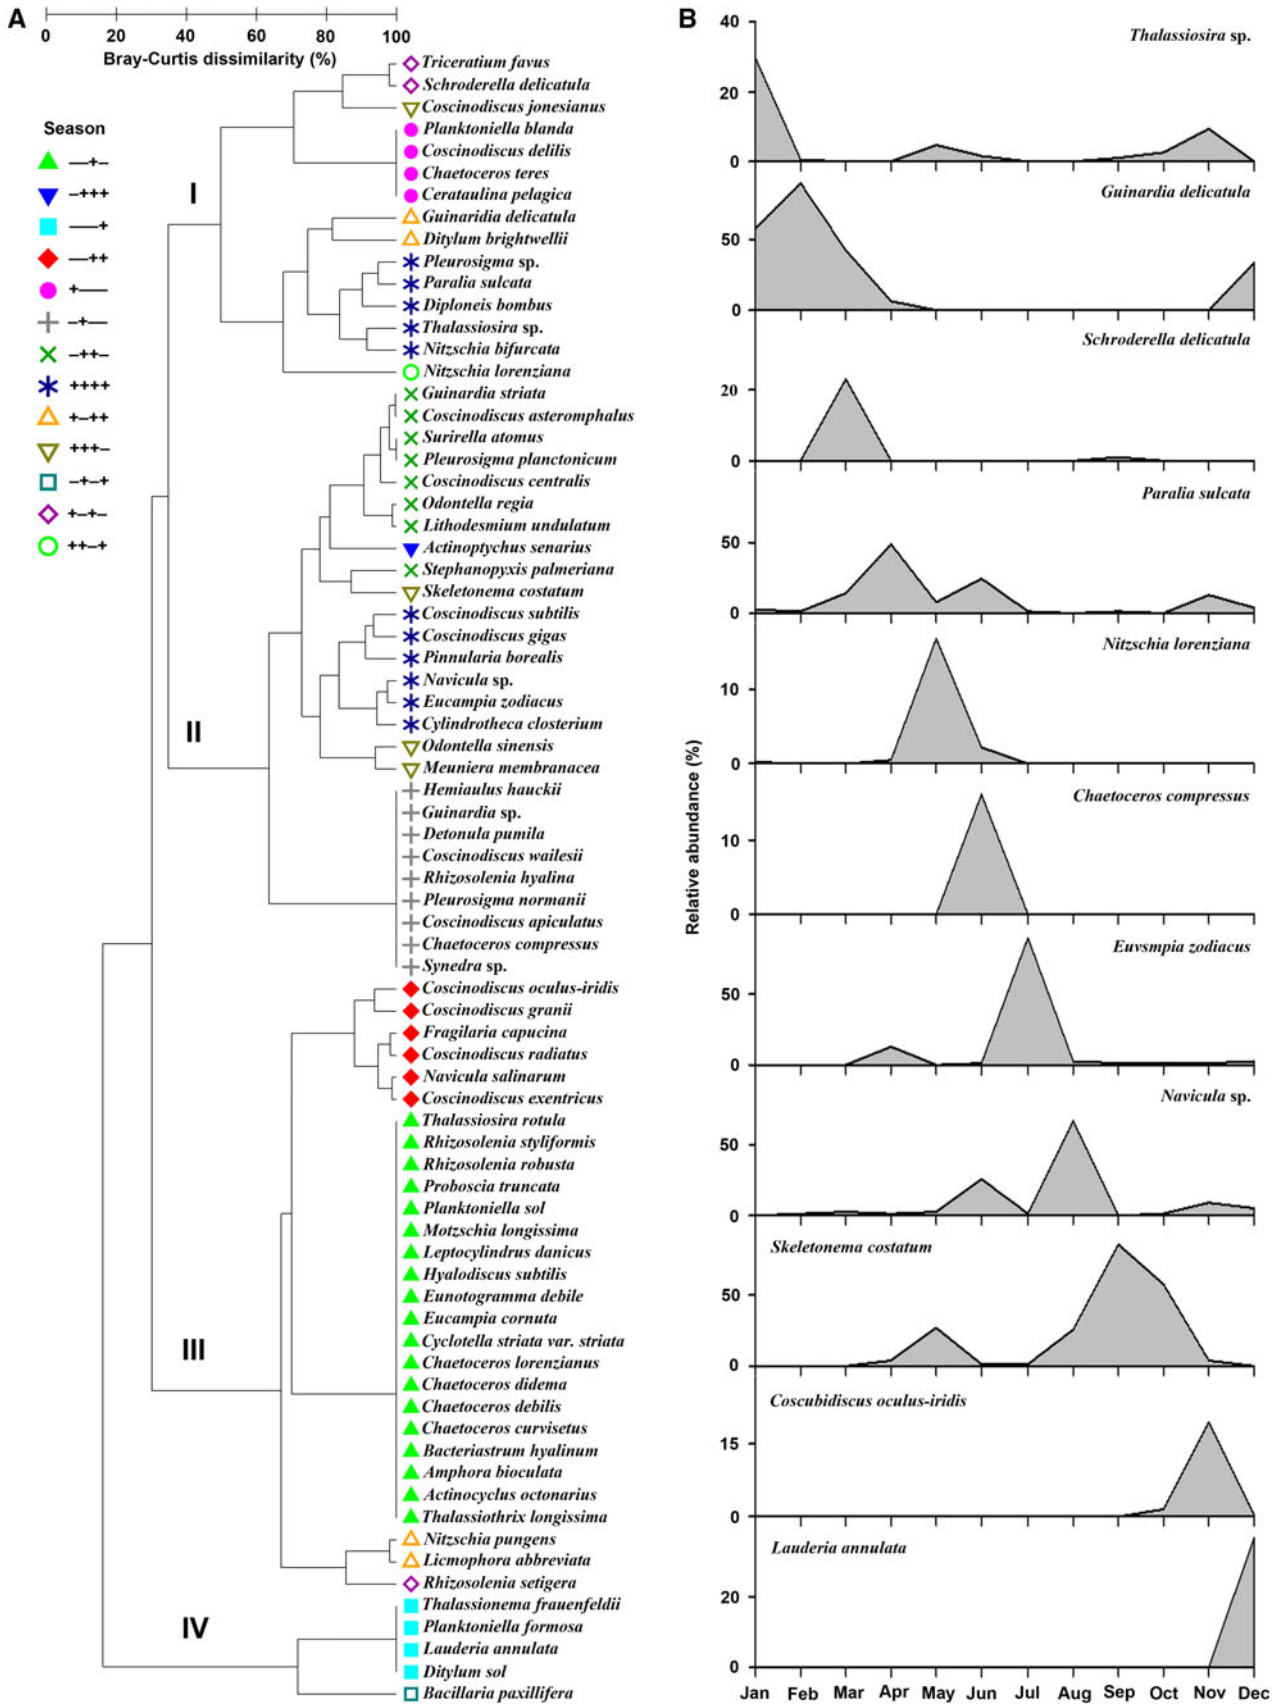 A
0 20 40 60 80 100
Bray-Curtis dissimilarity (%)
Season
––+–
–+++
–––+
––++
+–––
–+––
–++–
++++
+–++
+++–
–+–+
+–+–
++–+
I
II
III
IV
Triceratium favus
Schroderella delicatula
Coscinodiscus jonesianus
Planktoniella blanda
Coscinodiscus delilis
Chaetoceros teres
Cerataulina pelagica
Guinaridia delicatula
Ditylum brightwellii
Pleurosigma sp.
Paralia sulcata
Diploneis bombus
Thalassiosira sp.
Nitzschia bifurcata
Nitzschia lorenziana
Guinardia striata
Coscinodiscus asteromphalus
Surirella atomus
Pleurosigma planctonicum
Coscinodiscus centralis
Odontella regia
Lithodesmium undulatum
Actinoptychus senarius
Stephanopyxis palmeriana
Skeletonema costatum
Coscinodiscus subtilis
Coscinodiscus gigas
Pinnularia borealis
Navicula sp.
Eucampia zodiacus
Cylindrotheca closterium
Odontella sinensis
Meuniera membranacea
Hemiaulus hauckii
Guinardia sp.
Detonula pumila
Coscinodiscus wailesii
Rhizosolenia hyalina
Pleurosigma normanii
Coscinodiscus apiculatus
Chaetoceros compressus
Synedra sp.
Coscinodiscus oculus-iridis
Coscinodiscus granii
Fragilaria capucina
Coscinodiscus radiatus
Navicula salinarum
Coscinodiscus exentricus
Thalassiosira rotula
Rhizosolenia styliformis
Rhizosolenia robusta
Proboscia truncata
Planktoniella sol
Motzschia longissima
Leptocylindrus danicus
Hyalodiscus subtilis
Eunotogramma debile
Eucampia cornuta
Cyclotella striata var. striata
Chaetoceros lorenzianus
Chaetoceros didema
Chaetoceros debilis
Chaetoceros curvisetus
Bacteriastrum hyalinum
Amphora bioculata
Actinocyclus octonarius
Thalassiothrix longissima
Nitzschia pungens
Licmophora abbreviata
Rhizosolenia setigera
Thalassionema frauenfeldii
Planktoniella formosa
Lauderia annulata
Ditylum sol
Bacillaria paxillifera
B
Relative abundance (%)
40
Thalassiosira sp.
20
0
Guinardia delicatula
50
0
Schroderella delicatula
20
0
Paralia sulcata
50
0
Nitzschia lorenziana
10
0
Chaetoceros compressus
10
0
Euvsmpia zodiacus
50
0
Navicula sp.
50
0
Skeletonema costatum
50
0
Coscubidiscus oculus-iridis
15
0
Lauderia annulata
20
0
Jan Feb Mar Apr May Jun Jul Aug Sep Oct Nov Dec